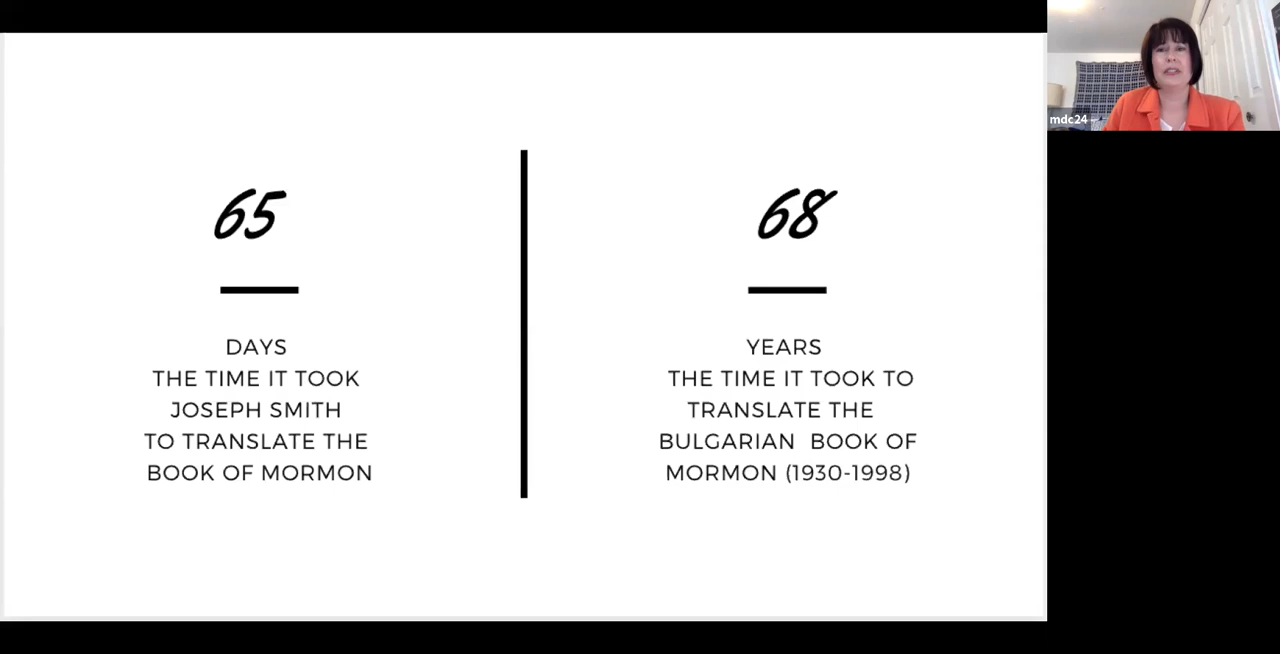 65
DAYS
THE TIME IT TOOK
JOSEPH SMITH
TO TRANSLATE THE
BOOK OF MORMON
68
YEARS
THE TIME IT TOOK TO
TRANSLATE THE
BULGARIAN BOOK OF
MORMON (1930-1998)
mdc24 –